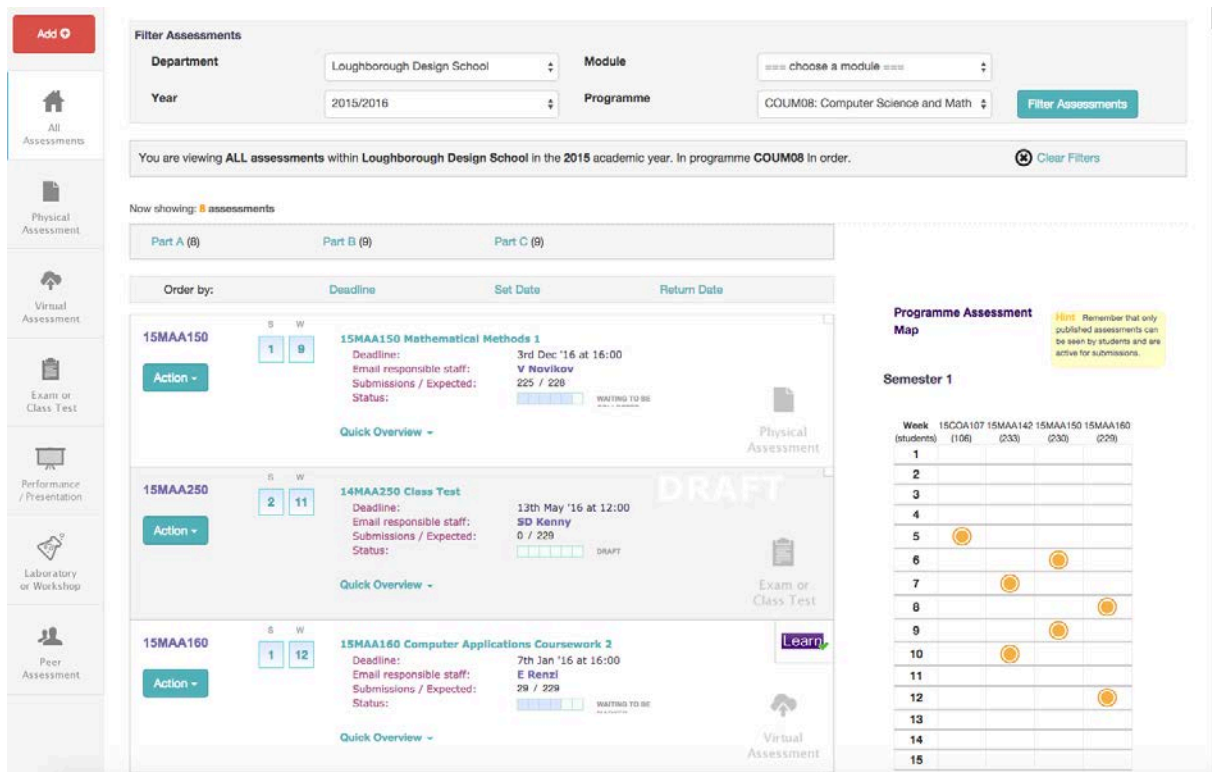 Add
All
Assessments
Physical
Assessment
Virtual
Assessment
Exam or
Class Test
Performance
/ Presentation
Laboratory
or Workshop
Peer
Assessment
Filter Assessments
Department
Loughborough Design School
Module
=== choose a module ===
Year
2015/2016
Programme
COUM08: Computer Science and Math
Filter Assessments
You are viewing ALL assessments within Loughborough Design School in the 2015 academic year. In programme COUM08 In order.
Clear Filters
Now showing: 8 assessments
Part A (8) Part B (9) Part C (9)
Order by: Deadline Set Date Return Date
15MAA150
Action
S W
1 9
15MAA150 Mathematical Methods 1
Deadline: 3rd Dec '16 at 16:00
Email responsible staff: V Novikov
Submissions / Expected: 225 / 228
Status: WAITING TO BE
Quick Overview
Physical
Assessment
15MAA250
Action
S W
2 11
DRAFT
14MAA250 Class Test
Deadline: 13th May '16 at 12:00
Email responsible staff: SD Kenny
Submissions / Expected: 0 / 229
Status: DRAFT
Quick Overview
Exam or
Class Test
15MAA160
Action
S W
1 12
15MAA160 Computer Applications Coursework 2
Learn
Deadline: 7th Jan '16 at 16:00
Email responsible staff: E Renzi
Submissions / Expected: 29 / 229
Status: WAITING TO BE
Quick Overview
Virtual
Assessment
Programme Assessment
Map
Hint Remember that only
published assessments can
be seen by students and are
active for submissions.
Semester 1
Week 15COA107 15MAA142 15MAA150 15MAA160
(students) (106) (233) (230) (229)
1
2
3
4
5
6
7
8
9
10
11
12
13
14
15